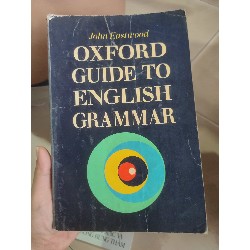 John Eastwood
OXFORD
GUIDE TO
ENGLISH
GRAMMAR